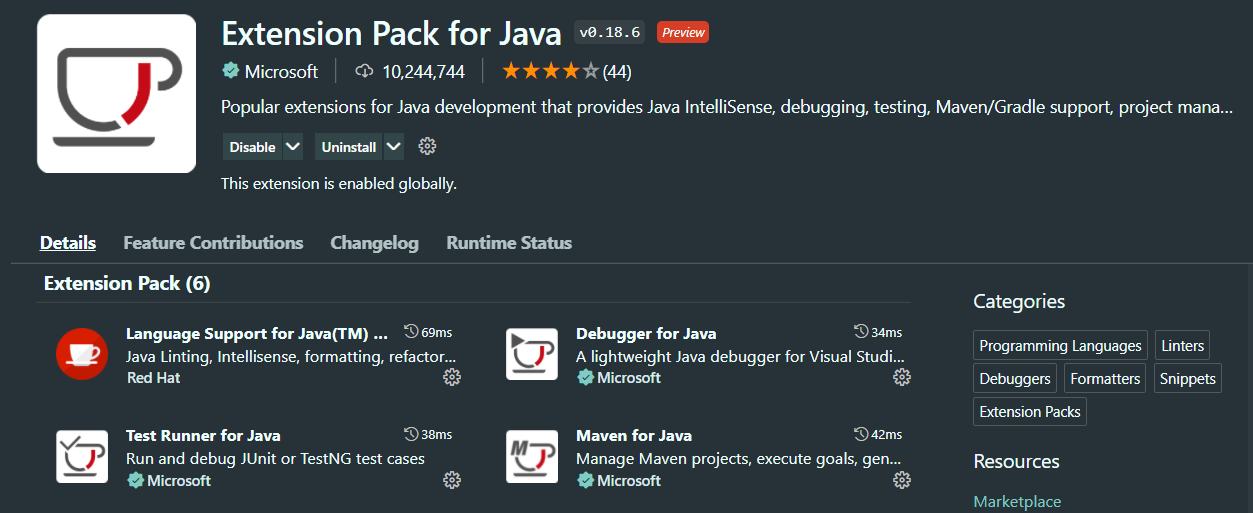 Extension Pack for Java v0.18.6 Preview
Microsoft 10,244,744 (44)
Popular extensions for Java development that provides Java IntelliSense, debugging, testing, Maven/Gradle support, project mana...
Disable Uninstall
This extension is enabled globally.
Details Feature Contributions Changelog Runtime Status
Extension Pack (6)
Language Support for Java(TM) ... 69ms
Java Linting, Intellisense, formatting, refactor...
Red Hat
Debugger for Java 34ms
A lightweight Java debugger for Visual Studi...
Microsoft
Test Runner for Java 38ms
Run and debug JUnit or TestNG test cases
Microsoft
M
Maven for Java 42ms
Manage Maven projects, execute goals, gen...
Microsoft
Categories
Programming Languages Linters
Debuggers Formatters Snippets
Extension Packs
Resources
Marketplace